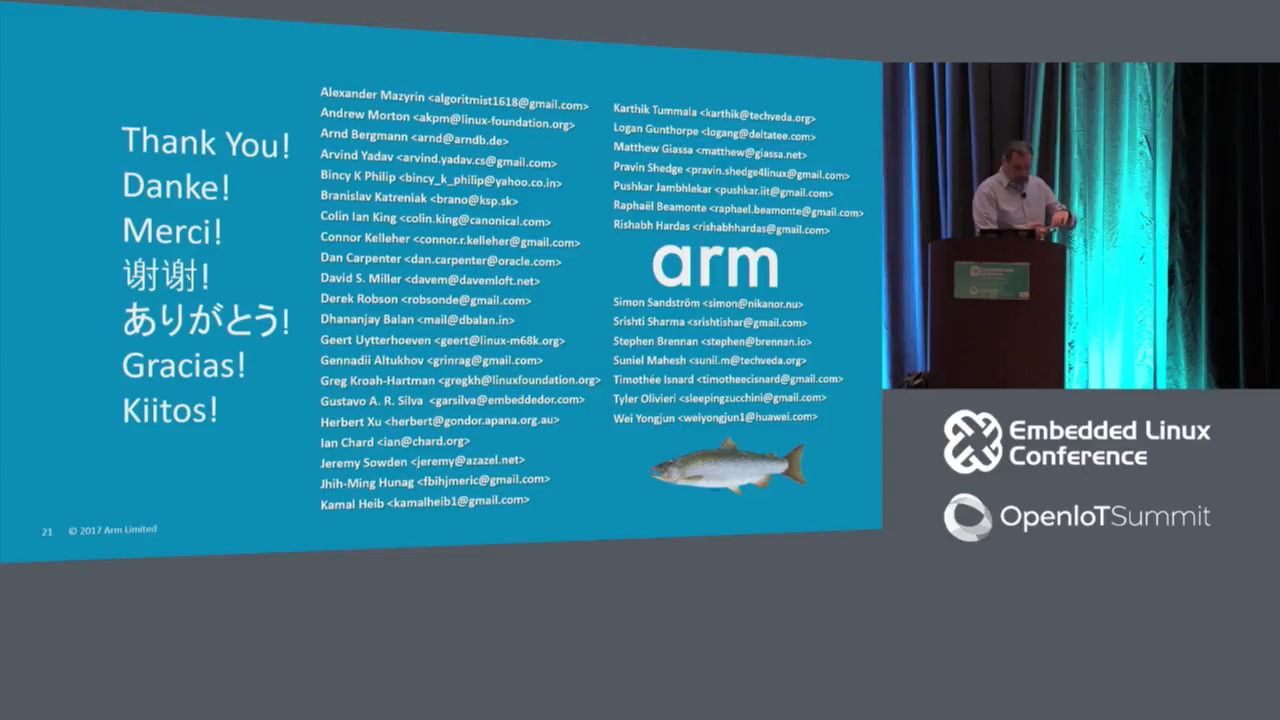 Thank You!
Danke!
Merci!
谢谢!
ありがとう!
Gracias!
Kiitos!
Alexander Mazyrin <algoritmist1618@gmail.com>
Andrew Morton <akpm@linux-foundation.org>
Arnd Bergmann <arnd@arndb.de>
Arvind Yadav <arvind.yadav.cs@gmail.com>
Bincy K Philip <bincy_k_philip@yahoo.co.in>
Branislav Katreniak <brano@ksp.sk>
Colin Ian King <colin.king@canonical.com>
Connor Kelleher <connor.r.kelleher@gmail.com>
Dan Carpenter <dan.carpenter@oracle.com>
David S. Miller <davem@davemloft.net>
Derek Robson <robsonde@gmail.com>
Dhananjay Balan <mail@dbalan.in>
Geert Uytterhoeven <geert@linux-m68k.org>
Gennadii Altukhov <grinrag@gmail.com>
Greg Kroah-Hartman <gregkh@linuxfoundation.org>
Gustavo A. R. Silva <garsilva@embeddedor.com>
Herbert Xu <herbert@gondor.apana.org.au>
Ian Chard <ian@chard.org>
Jeremy Sowden <jeremy@azazel.net>
Jhih-Ming Hunag <fbihjmeric@gmail.com>
Kamal Heib <kamalheib1@gmail.com>
Karthik Tummala <karthik@techveda.org>
Logan Gunthorpe <logang@deltatee.com>
Matthew Giassa <matthew@giassa.net>
Pravin Shedge <pravin.shedge4linux@gmail.com>
Pushkar Jambhlekar <pushkar.iit@gmail.com>
Raphaël Beamonte <raphael.beamonte@gmail.com>
Rishabh Hardas <rishabhhardas@gmail.com>
arm
Simon Sandström <simon@nikanor.nu>
Srishti Sharma <srishtishar@gmail.com>
Stephen Brennan <stephen@brennan.io>
Suniel Mahesh <sunil.m@techveda.org>
Timothée Isnard <timotheecisnard@gmail.com>
Tyler Olivieri <sleepingzucchini@gmail.com>
Wei Yongjun <weiyongjun1@huawei.com>
21 © 2017 Arm Limited
Embedded Linux
Conference
OpenIoTSummit